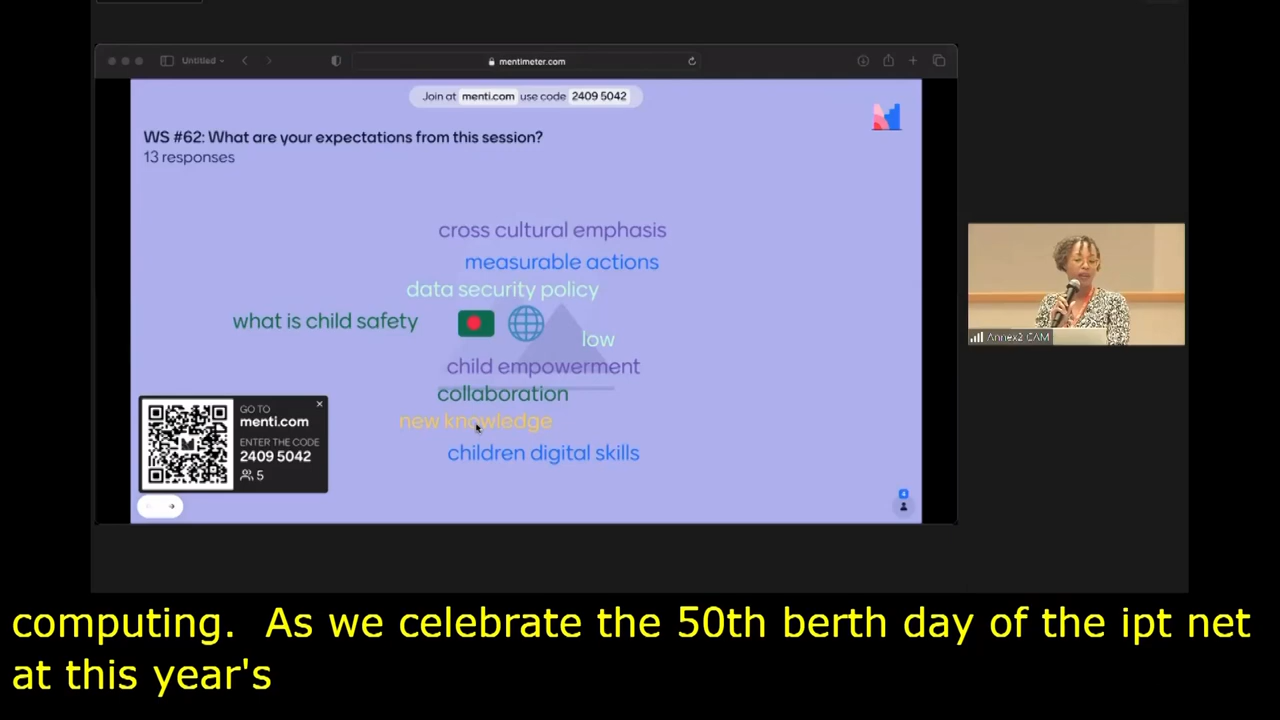 Untitled
mentimeter.com
Join at menti.com use code 2409 5042
WS #62: What are your expectations from this session?
13 responses
cross cultural emphasis
measurable actions
data security policy
what is child safety
low
child empowerment
collaboration
new knowledge
children digital skills
GO TO
menti.com
ENTER THE CODE
2409 5042
5
Annex2 CAM
computing.  As we celebrate the 50th berth day of the ipt net
at this year's